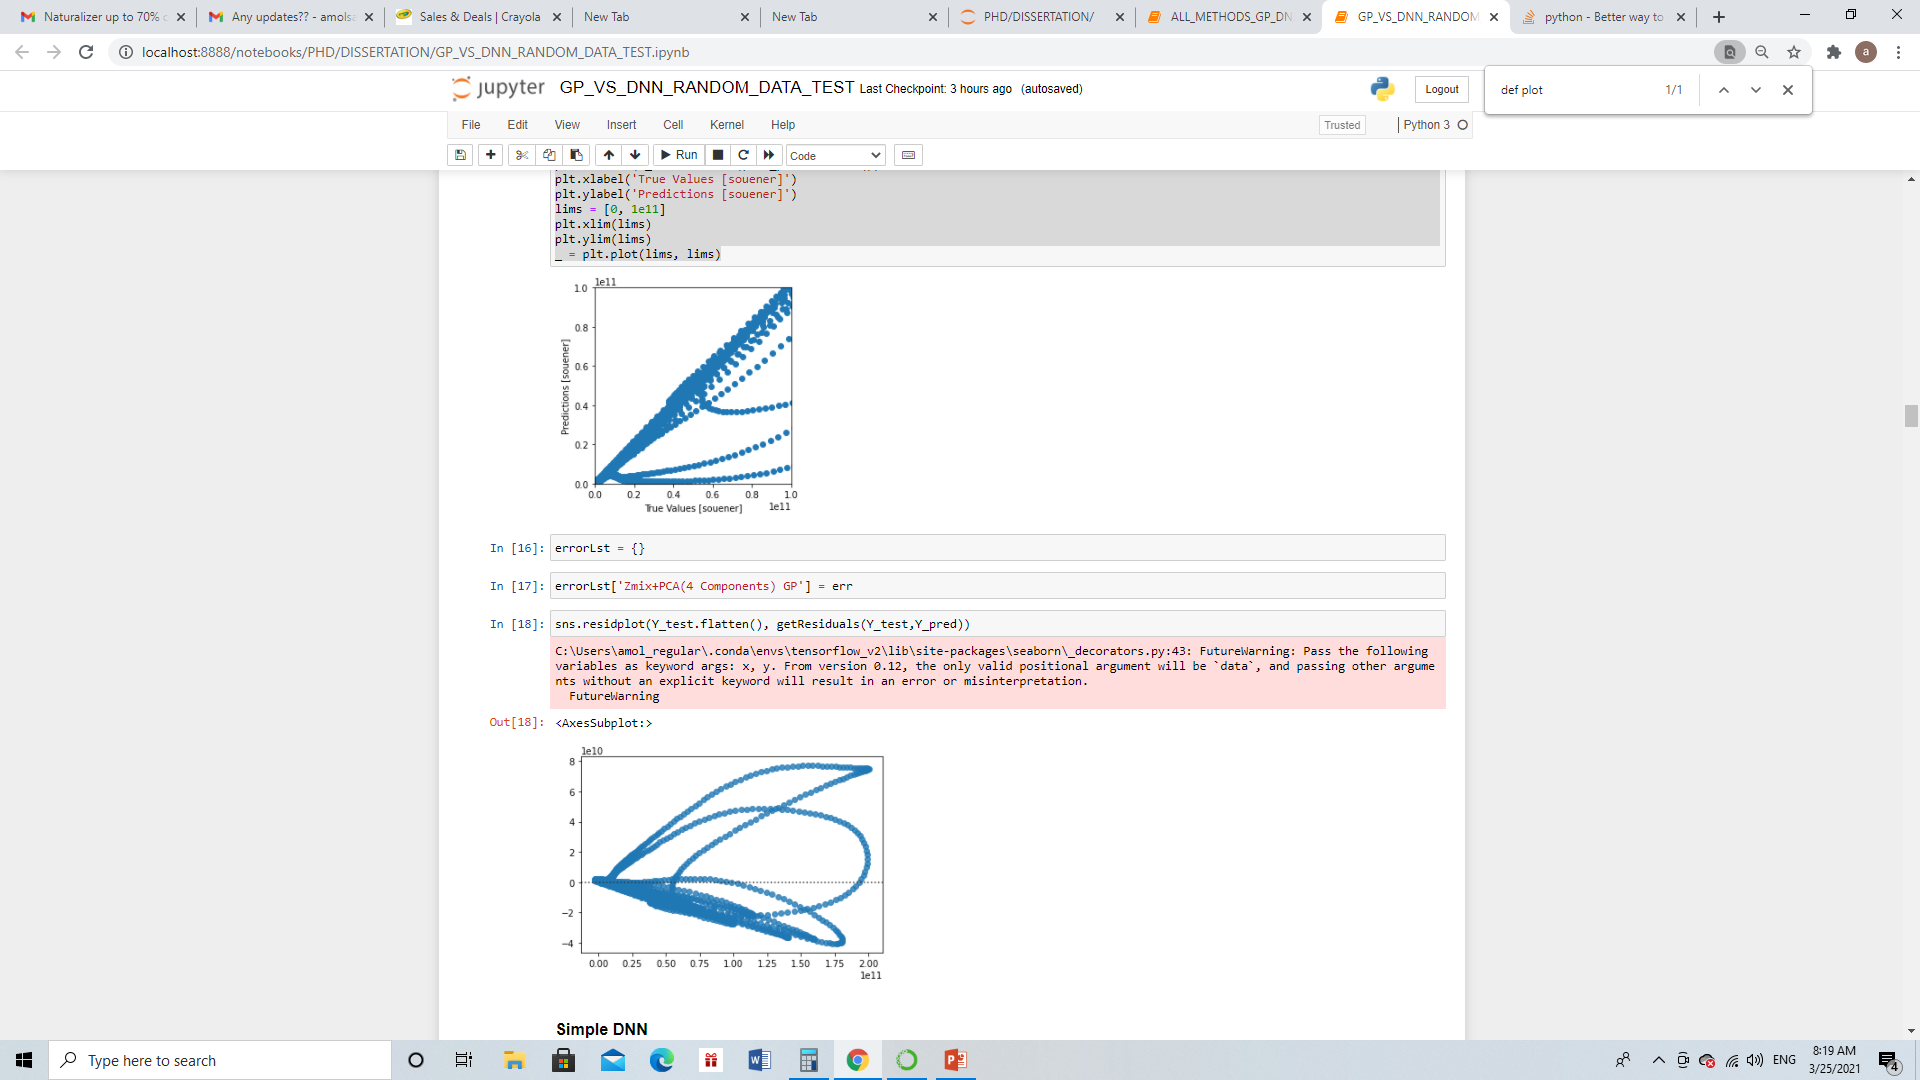 Naturalizer up to 70%
Any updates?? - amolsa
Sales & Deals | Crayola
New Tab
New Tab
PHD/DISSERTATION/
ALL_METHODS_GP_DN
GP_VS_DNN_RANDOM
python - Better way to
localhost:8888/notebooks/PHD/DISSERTATION/GP_VS_DNN_RANDOM_DATA_TEST.ipynb
a
def plot
1/1
jupyter GP_VS_DNN_RANDOM_DATA_TEST Last Checkpoint: 3 hours ago (autosaved)
Logout
File Edit View Insert Cell Kernel Help
Trusted
Python 3
Run
Code
plt.xlabel('True Values [souener]')
plt.ylabel('Predictions [souener]')
lims = [0, 1e11]
plt.xlim(lims)
plt.ylim(lims)
_ = plt.plot(lims, lims)
1e11
1.0
0.8
0.6
0.4
0.2
0.0
Predictions [souener]
0.0 0.2 0.4 0.6 0.8 1.0
True Values [souener]
1e11
In [16]: errorLst = {}
In [17]: errorLst['Zmix+PCA(4 Components) GP'] = err
In [18]: sns.residplot(Y_test.flatten(), getResiduals(Y_test,Y_pred))
C:\Users\amol_regular\.conda\envs\tensorflow_v2\lib\site-packages\seaborn\_decorators.py:43: FutureWarning: Pass the following
variables as keyword args: x, y. From version 0.12, the only valid positional argument will be `data`, and passing other argume
nts without an explicit keyword will result in an error or misinterpretation.
FutureWarning
Out[18]: <AxesSubplot:>
1e10
8
6
4
2
0
−2
−4
0.00 0.25 0.50 0.75 1.00 1.25 1.50 1.75 2.00
1e11
Simple DNN
Type here to search
ENG
8:19 AM
3/25/2021
4